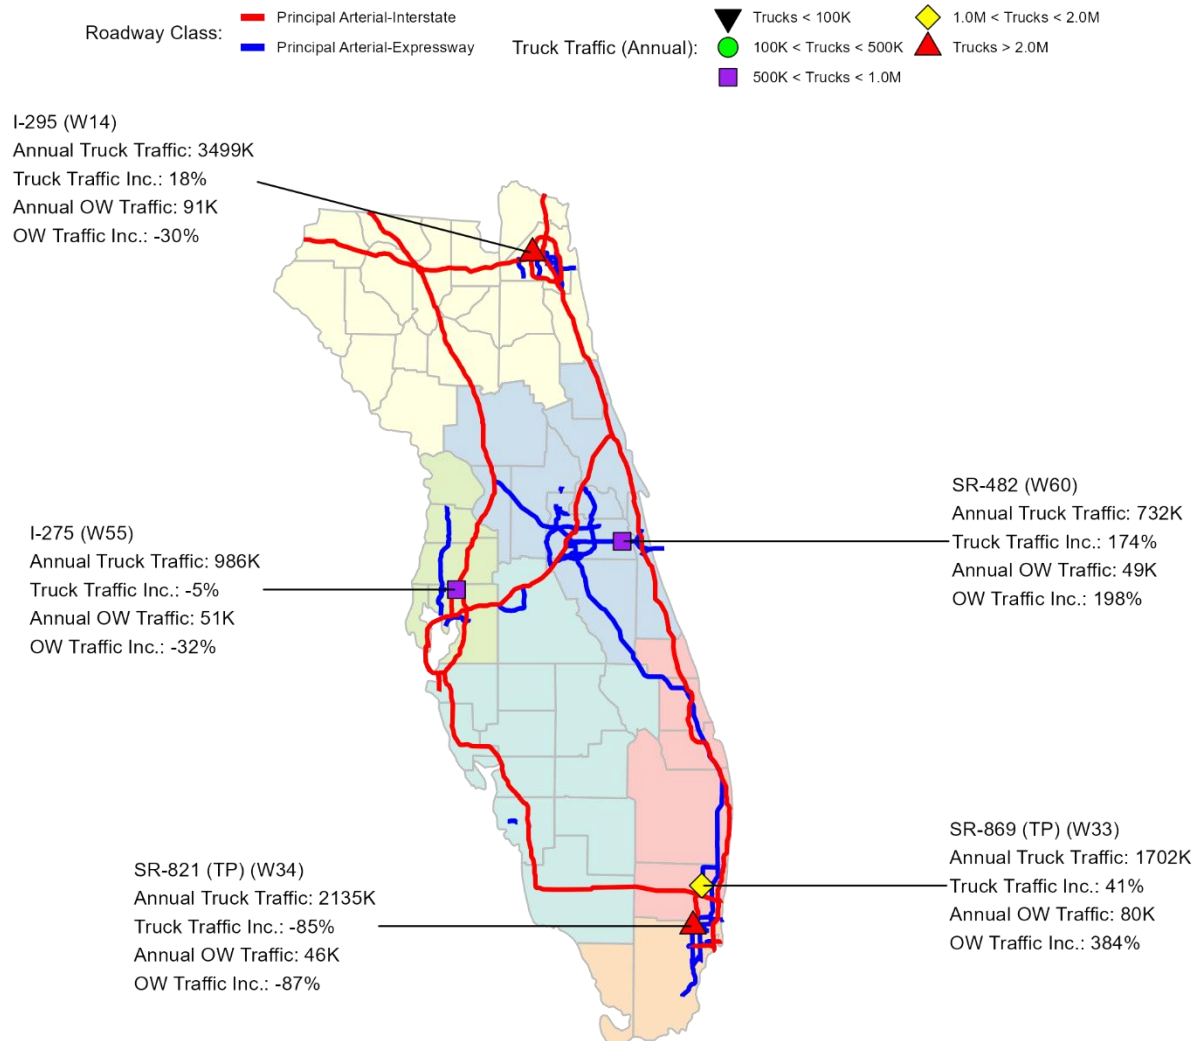 Roadway Class:
Principal Arterial-Interstate
Principal Arterial-Expressway
Truck Traffic (Annual):
Trucks < 100K
100K < Trucks < 500K
500K < Trucks < 1.0M
1.0M < Trucks < 2.0M
Trucks > 2.0M
I-295 (W14)
Annual Truck Traffic: 3499K
Truck Traffic Inc.: 18%
Annual OW Traffic: 91K
OW Traffic Inc.: -30%
SR-482 (W60)
Annual Truck Traffic: 732K
Truck Traffic Inc.: 174%
Annual OW Traffic: 49K
OW Traffic Inc.: 198%
I-275 (W55)
Annual Truck Traffic: 986K
Truck Traffic Inc.: -5%
Annual OW Traffic: 51K
OW Traffic Inc.: -32%
SR-869 (TP) (W33)
Annual Truck Traffic: 1702K
Truck Traffic Inc.: 41%
Annual OW Traffic: 80K
OW Traffic Inc.: 384%
SR-821 (TP) (W34)
Annual Truck Traffic: 2135K
Truck Traffic Inc.: -85%
Annual OW Traffic: 46K
OW Traffic Inc.: -87%